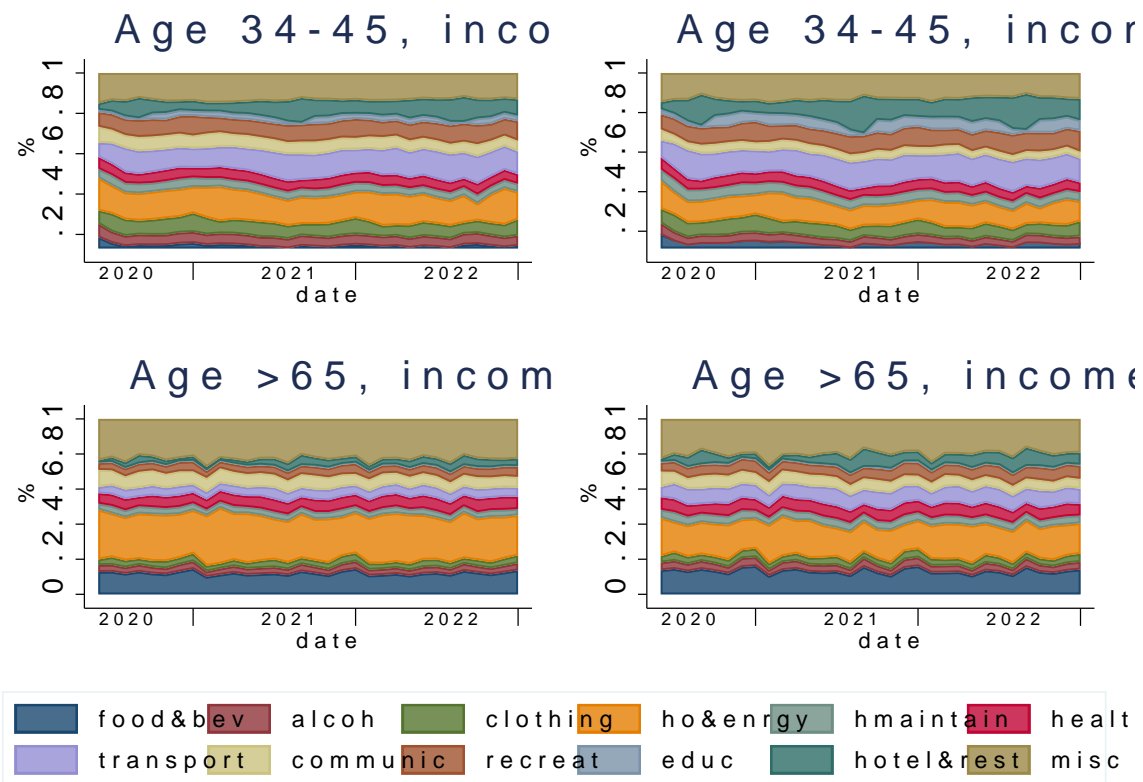 Age 34-45, inco
Age 34-45, incor
%
.2 .4 .6 .8 1
2020 2021 2022
date
%
.2 .4 .6 .8 1
2020 2021 2022
date
Age >65, incom
Age >65, income
%
0 .2 .4 .6 .8 1
2020 2021 2022
date
%
0 .2 .4 .6 .8 1
2020 2021 2022
date
food&bev alcoh clothing ho&enrgy hmaintain healt
transport communic recreat educ hotel&rest misc